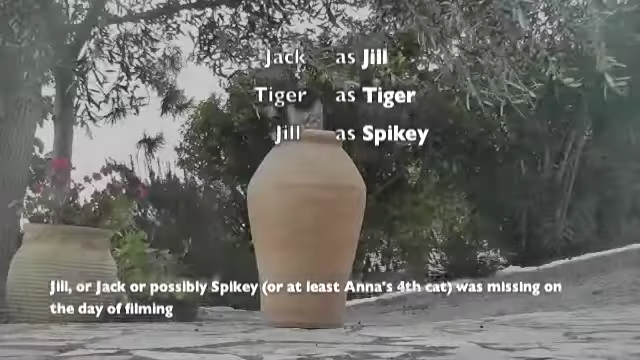 Jack as Jill
Tiger as Tiger
Jill as Spikey
Jill, or Jack or possibly Spikey (or at least Anna's 4th cat) was missing on
the day of filming